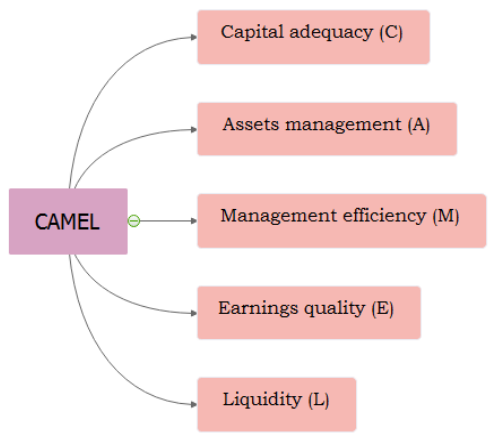 Capital adequacy (C)
Assets management (A)
CAMEL
Management efficiency (M)
Earnings quality (E)
Liquidity (L)